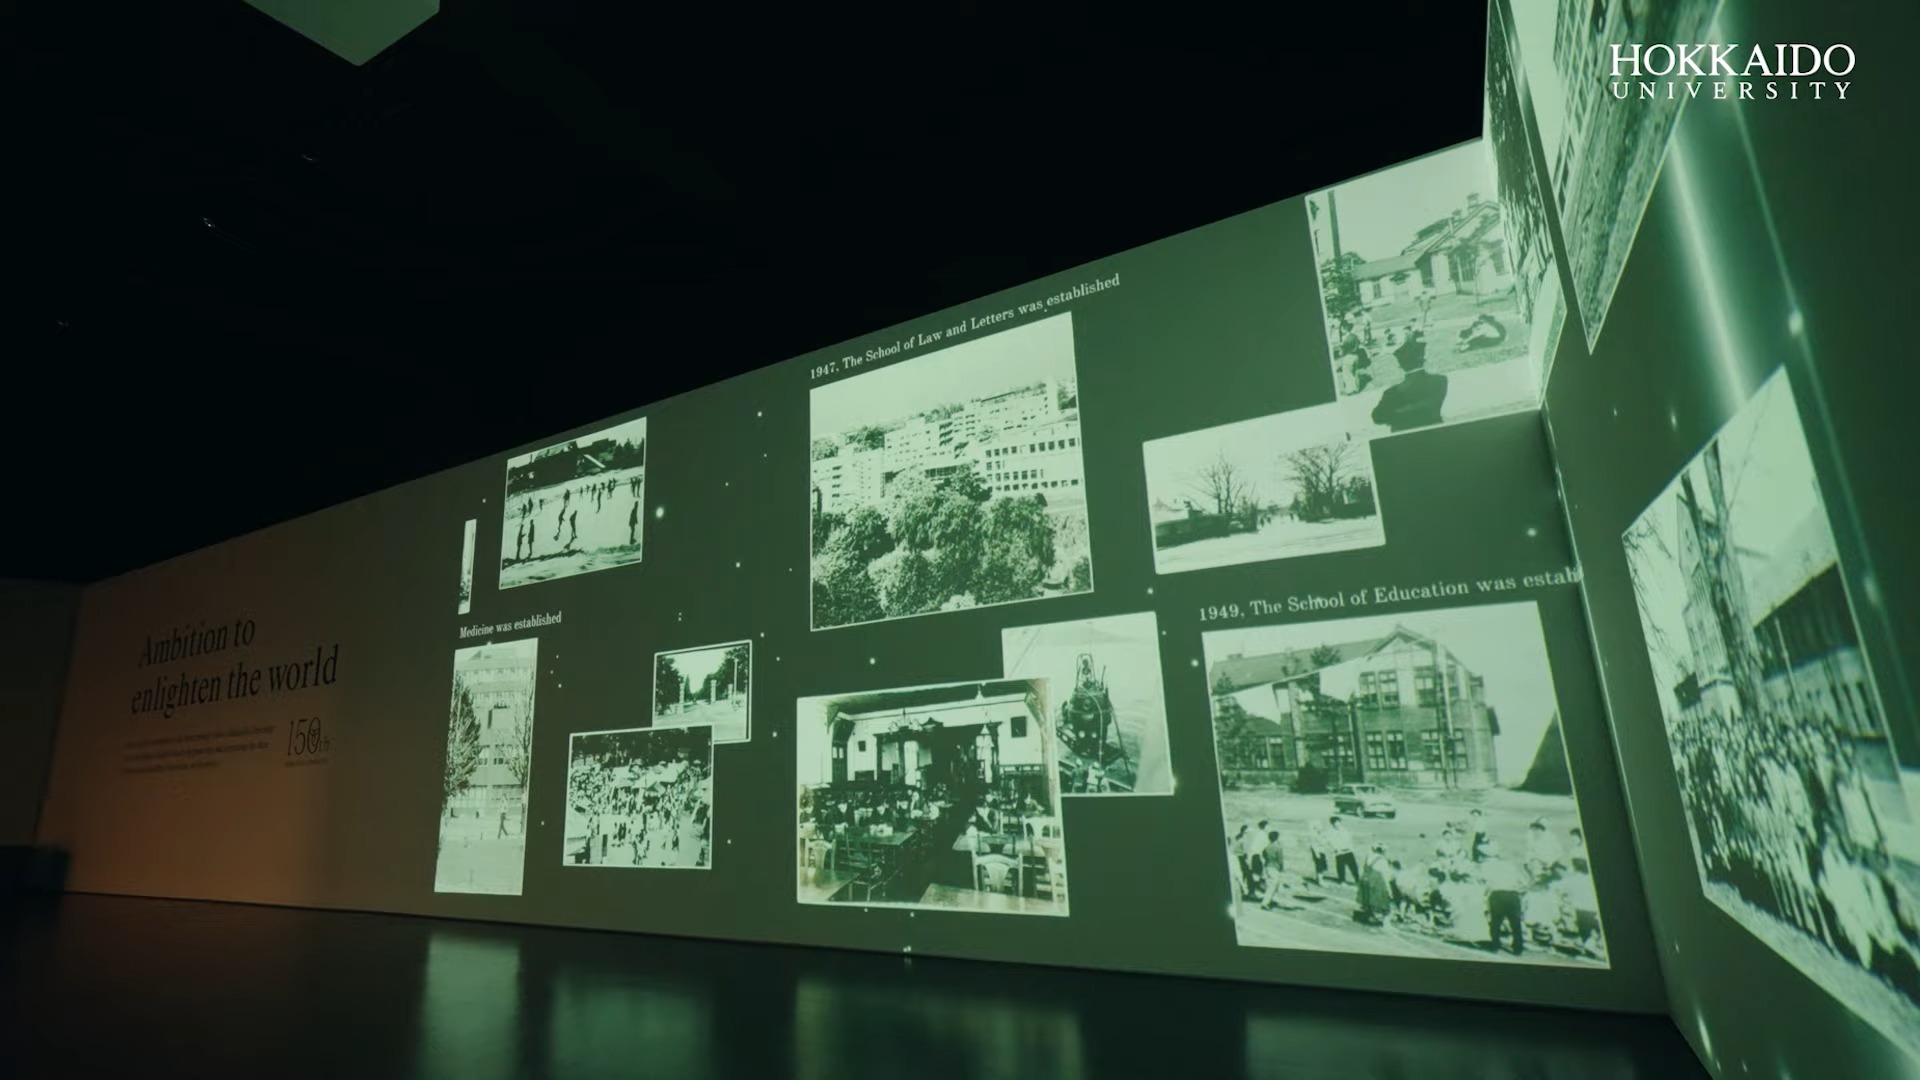 HOKKAIDO
UNIVERSITY
1947, The School of Law and Letters was established
1949, The School of Education was estab
Medicine was established
Ambition to
enlighten the world
150th